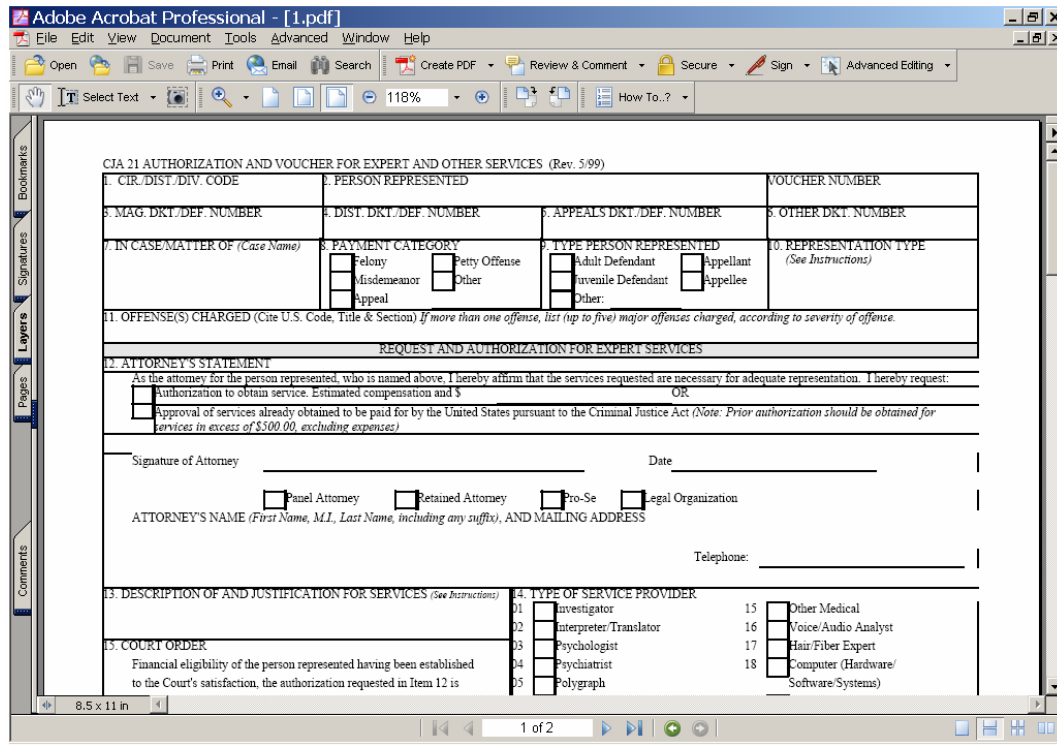 Adobe Acrobat Professional - [1.pdf]
File Edit View Document Tools Advanced Window Help
Open Save Print Email Search Create PDF Review & Comment Secure Sign Advanced Editing
Select Text 118% How To..?
Bookmarks
Signatures
Layers
Pages
Comments
CJA 21 AUTHORIZATION AND VOUCHER FOR EXPERT AND OTHER SERVICES (Rev. 5/99)
1. CIR./DIST./DIV. CODE 2. PERSON REPRESENTED VOUCHER NUMBER
3. MAG. DKT./DEF. NUMBER 4. DIST. DKT./DEF. NUMBER 5. APPEALS DKT./DEF. NUMBER 6. OTHER DKT. NUMBER
7. IN CASE/MATTER OF (Case Name) 8. PAYMENT CATEGORY 9. TYPE PERSON REPRESENTED 10. REPRESENTATION TYPE
Felony Petty Offense Adult Defendant Appellant (See Instructions)
Misdemeanor Other Juvenile Defendant Appellee
Appeal Other:
11. OFFENSE(S) CHARGED (Cite U.S. Code, Title & Section) If more than one offense, list (up to five) major offenses charged, according to severity of offense.
REQUEST AND AUTHORIZATION FOR EXPERT SERVICES
12. ATTORNEY'S STATEMENT
As the attorney for the person represented, who is named above, I hereby affirm that the services requested are necessary for adequate representation. I hereby request:
Authorization to obtain service. Estimated compensation and $ OR
Approval of services already obtained to be paid for by the United States pursuant to the Criminal Justice Act (Note: Prior authorization should be obtained for
services in excess of $500.00, excluding expenses)
Signature of Attorney Date
Panel Attorney Retained Attorney Pro-Se Legal Organization
ATTORNEY'S NAME (First Name, M.I., Last Name, including any suffix), AND MAILING ADDRESS
Telephone:
13. DESCRIPTION OF AND JUSTIFICATION FOR SERVICES (See Instructions) 14. TYPE OF SERVICE PROVIDER
01 Investigator 15 Other Medical
02 Interpreter/Translator 16 Voice/Audio Analyst
15. COURT ORDER 03 Psychologist 17 Hair/Fiber Expert
Financial eligibility of the person represented having been established 04 Psychiatrist 18 Computer (Hardware/
to the Court's satisfaction, the authorization requested in Item 12 is 05 Polygraph Software/Systems)
8.5 x 11 in
1 of 2